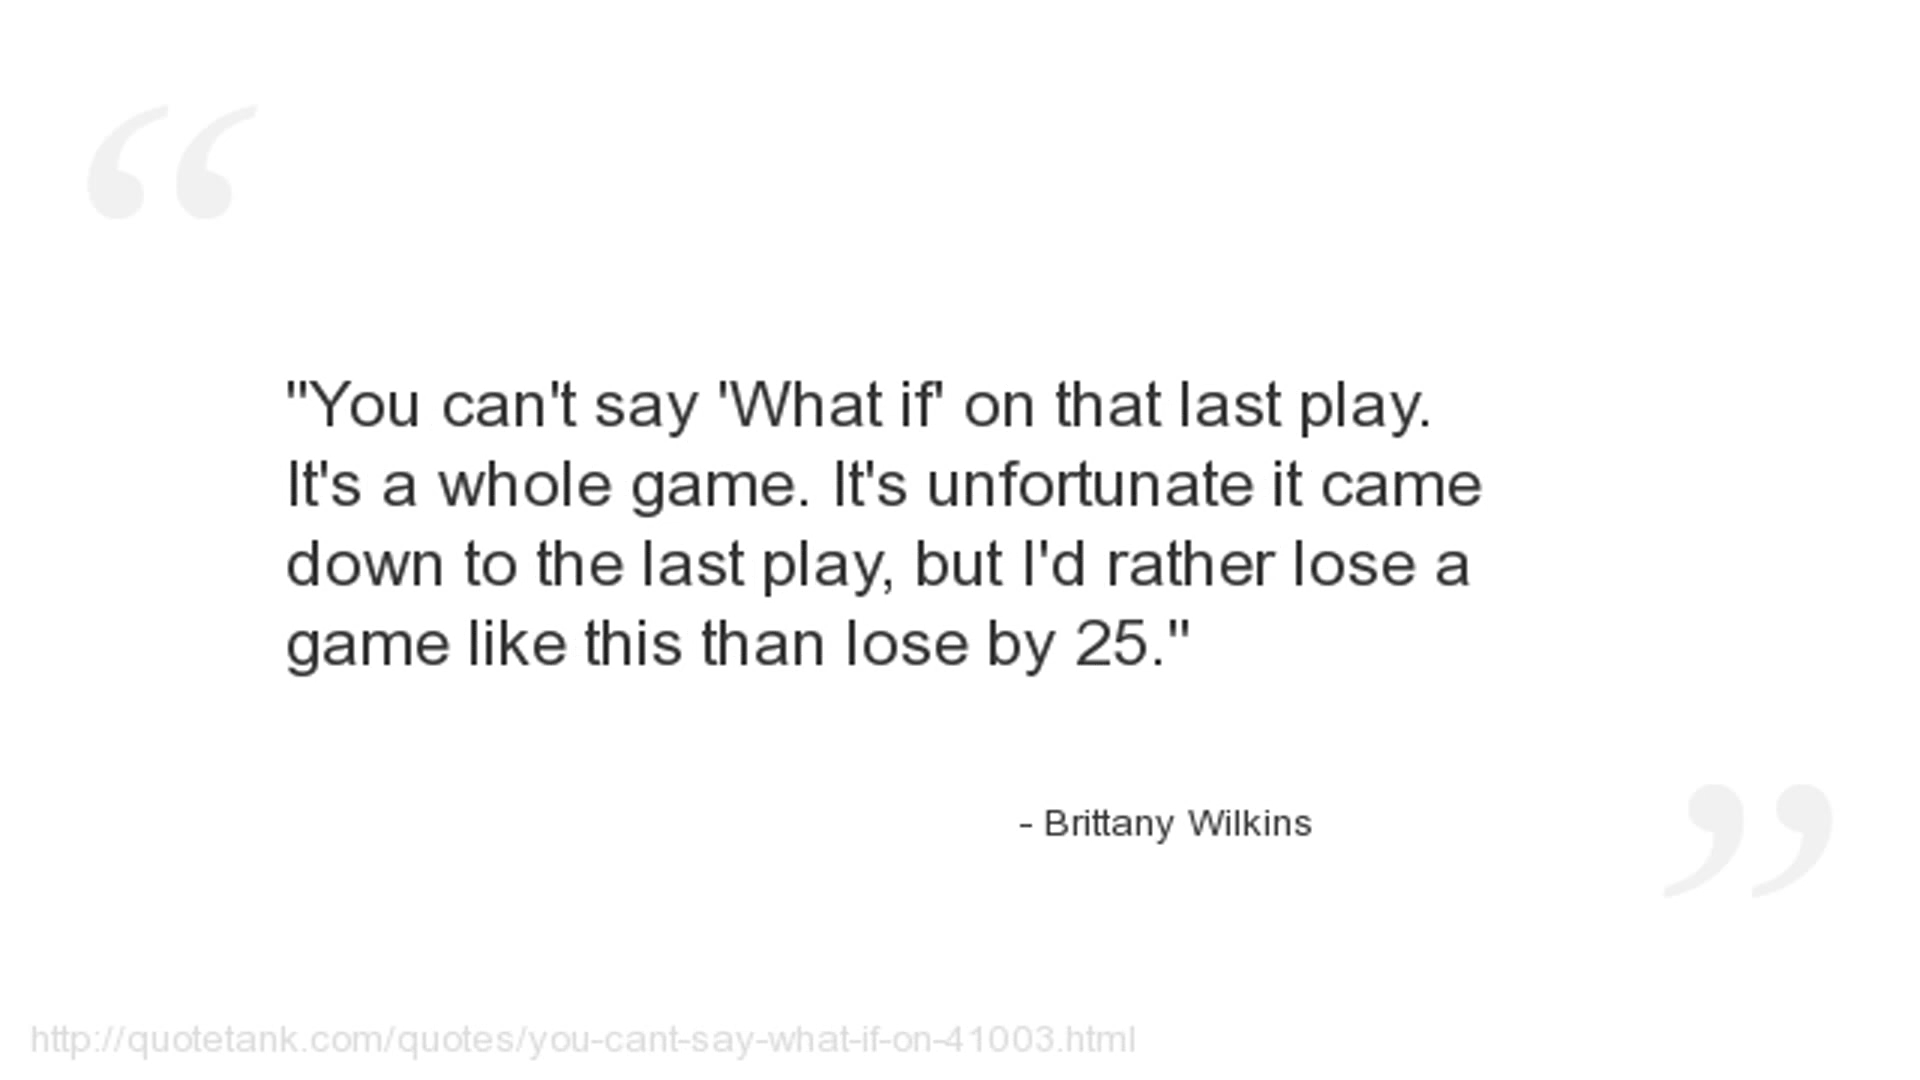 "You can't say 'What if' on that last play.
It's a whole game. It's unfortunate it came
down to the last play, but I'd rather lose a
game like this than lose by 25."
- Brittany Wilkins
http://quotetank.com/quotes/you-cant-say-what-if-on-41003.html